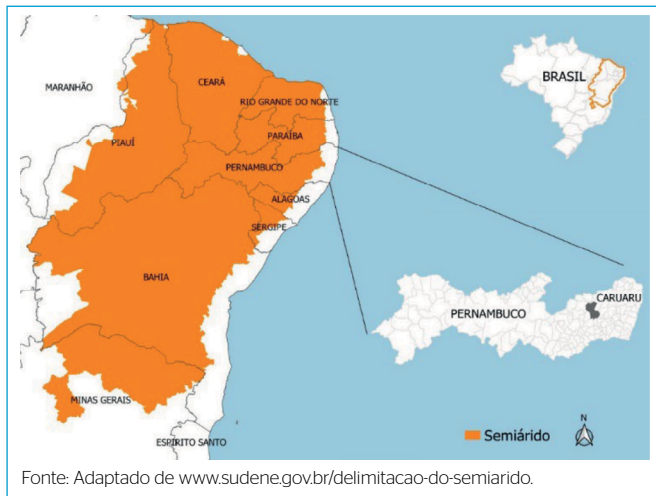 MARANHÃO
CEARÁ
RIO GRANDE DO NORTE
PIAUÍ
PARAÍBA
PERNAMBUCO
ALAGOAS
SERGIPE
BAHIA
MINAS GERAIS
ESPÍRITO SANTO
BRASIL
CARUARU
PERNAMBUCO
Semiárido
N
Fonte: Adaptado de www.sudene.gov.br/delimitacao-do-semiarido.